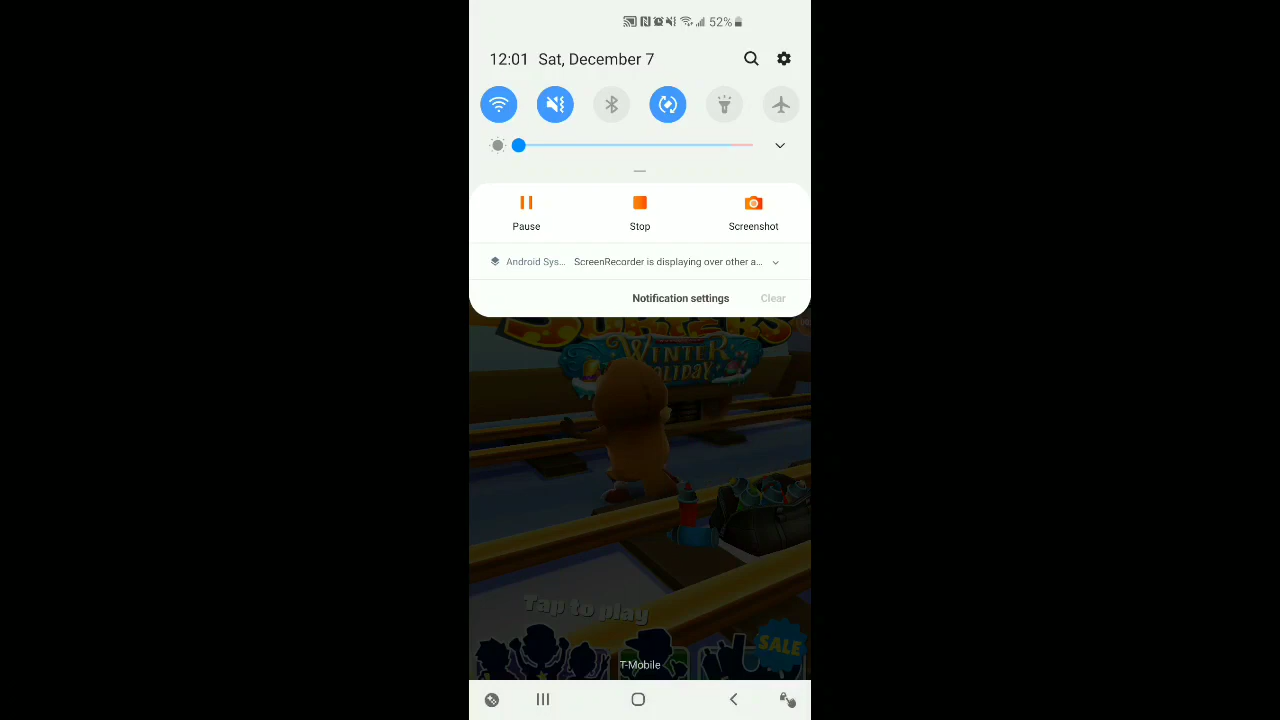 52%
12:01 Sat, December 7
Pause
Stop
Screenshot
Android Sys... ScreenRecorder is displaying over other a...
Notification settings
Clear
SURFERS
WINTER
HOLIDAY
Tap to play
SALE
T-Mobile